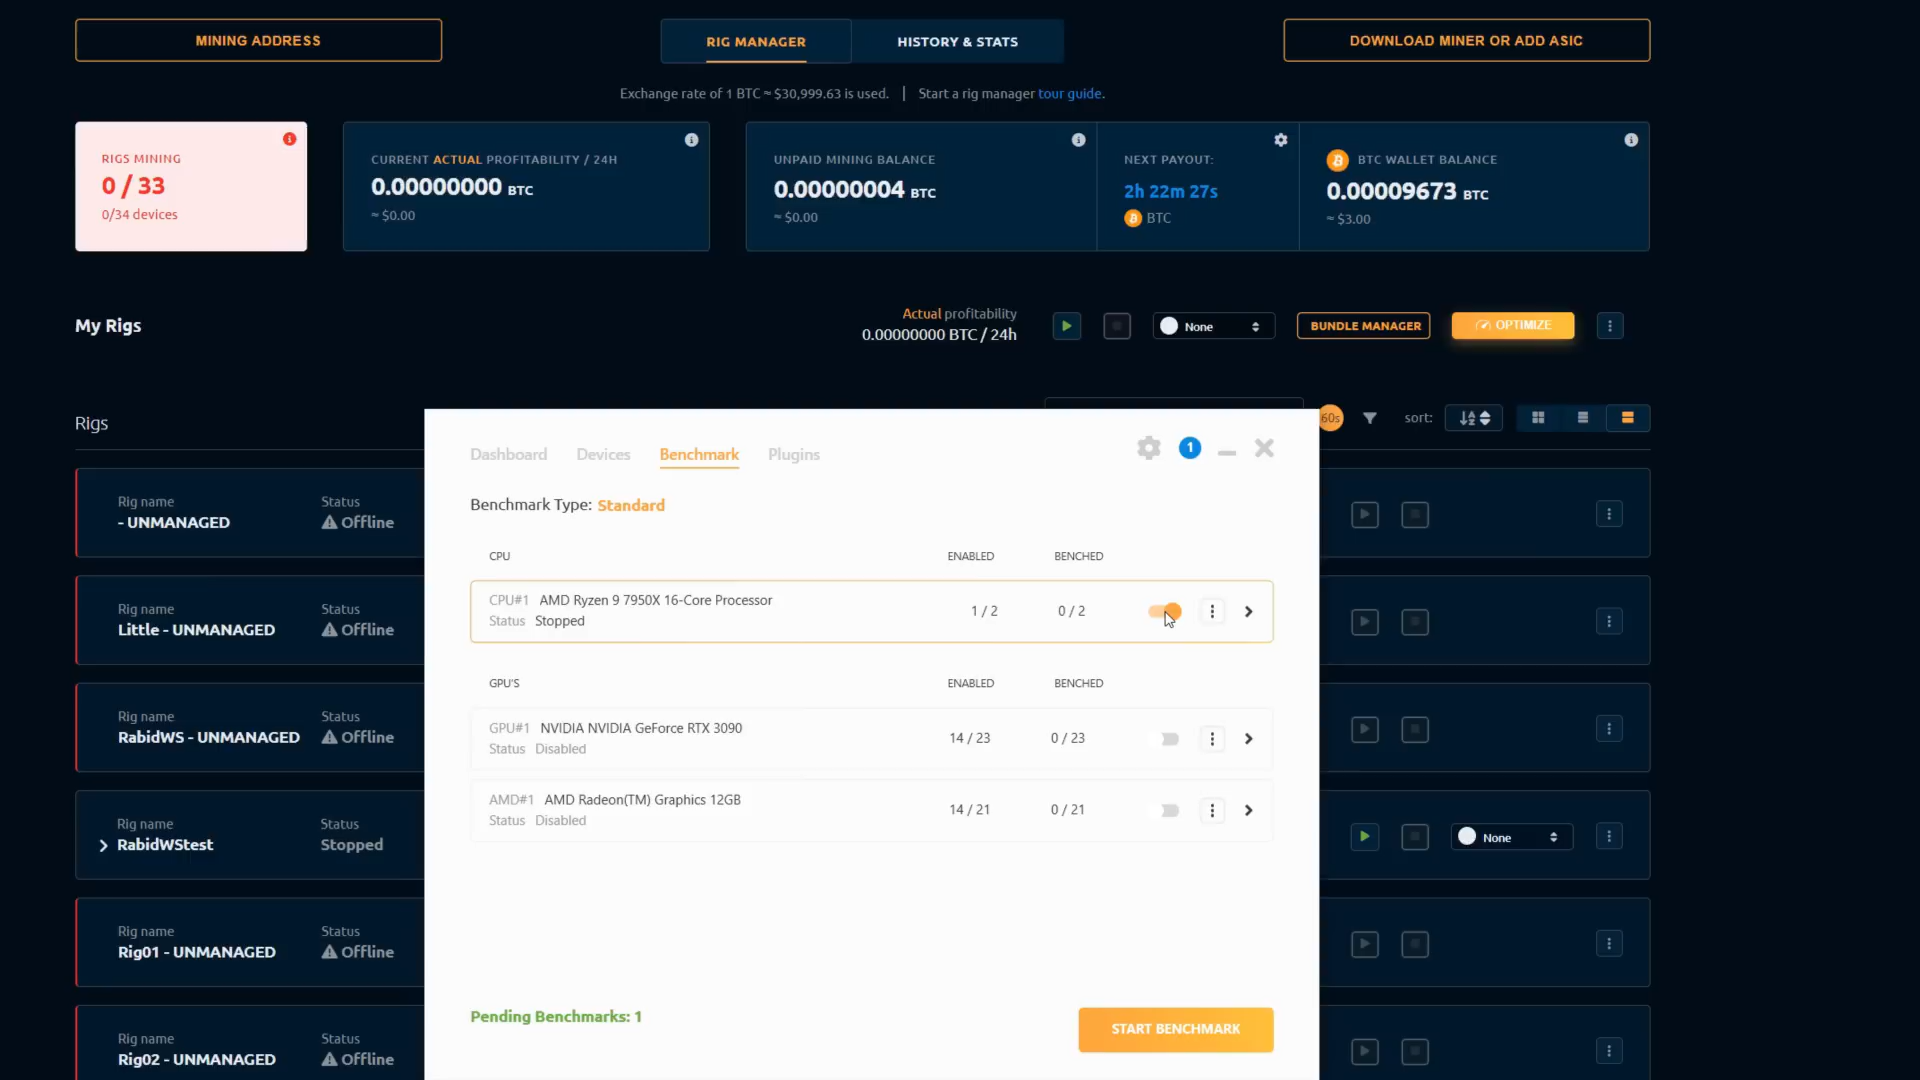 MINING ADDRESS
RIG MANAGER
HISTORY & STATS
DOWNLOAD MINER OR ADD ASIC
Exchange rate of 1 BTC ≈ $30,999.63 is used. | Start a rig manager tour guide.
RIGS MINING
0 / 33
0/34 devices
CURRENT ACTUAL PROFITABILITY / 24H
0.00000000 BTC
≈ $0.00
UNPAID MINING BALANCE
0.00000004 BTC
≈ $0.00
NEXT PAYOUT:
2h 22m 27s
BTC
BTC WALLET BALANCE
0.00009673 BTC
≈ $3.00
My Rigs
Actual profitability
0.00000000 BTC / 24h
None
BUNDLE MANAGER
OPTIMIZE
Rigs
60s
sort:
Rig name
- UNMANAGED
Status
Offline
Rig name
Little - UNMANAGED
Status
Offline
Rig name
RabidWS - UNMANAGED
Status
Offline
Rig name
RabidWStest
Status
Stopped
None
Rig name
Rig01 - UNMANAGED
Status
Offline
Rig name
Rig02 - UNMANAGED
Status
Offline
Dashboard
Devices
Benchmark
Plugins
1
Benchmark Type: Standard
CPU
ENABLED
BENCHED
CPU#1 AMD Ryzen 9 7950X 16-Core Processor
Status Stopped
1 / 2
0 / 2
GPU'S
ENABLED
BENCHED
GPU#1 NVIDIA NVIDIA GeForce RTX 3090
Status Disabled
14 / 23
0 / 23
AMD#1 AMD Radeon(TM) Graphics 12GB
Status Disabled
14 / 21
0 / 21
Pending Benchmarks: 1
START BENCHMARK